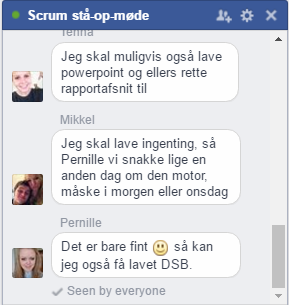 Scrum stå-op-møde
Jeg skal muligvis også lave
powerpoint og ellers rette
rapportafsnit til
Mikkel
Jeg skal lave ingenting, så
Pernille vi snakke lige en
anden dag om den motor,
måske i morgen eller onsdag
Pernille
Det er bare fint så kan
jeg også få lavet DSB.
Seen by everyone